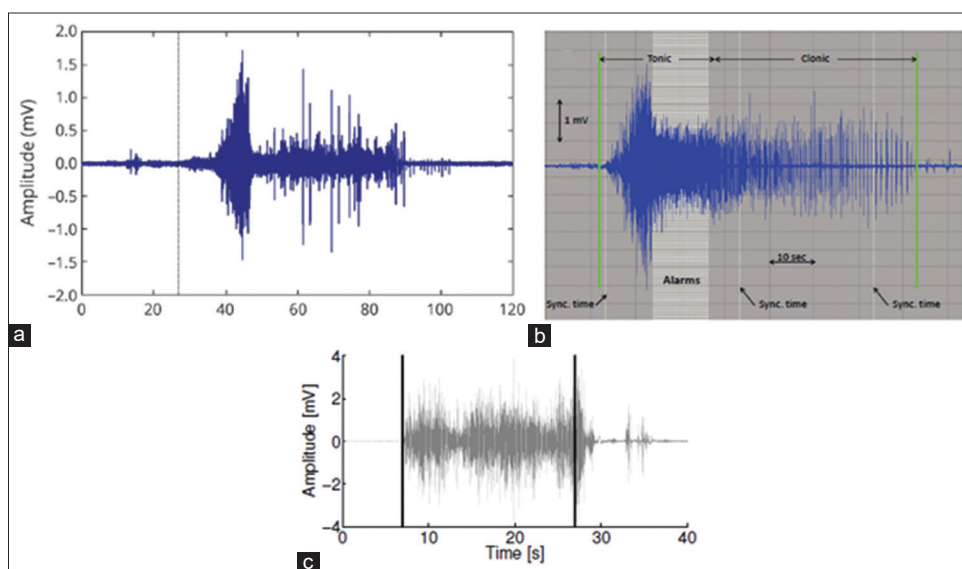 2.0
1.5
1.0
0.5
0.0
-0.5
-1.0
-1.5
2.0
Amplitude (mV)
0 20 40 60 80 100 120
a
Tonic Clonic
1 mV
10 sec
Alarms
Sync. time Sync. time Sync. time
b
4
2
0
-2
-4
Amplitude [mV]
0 10 20 30 40
Time [s]
c